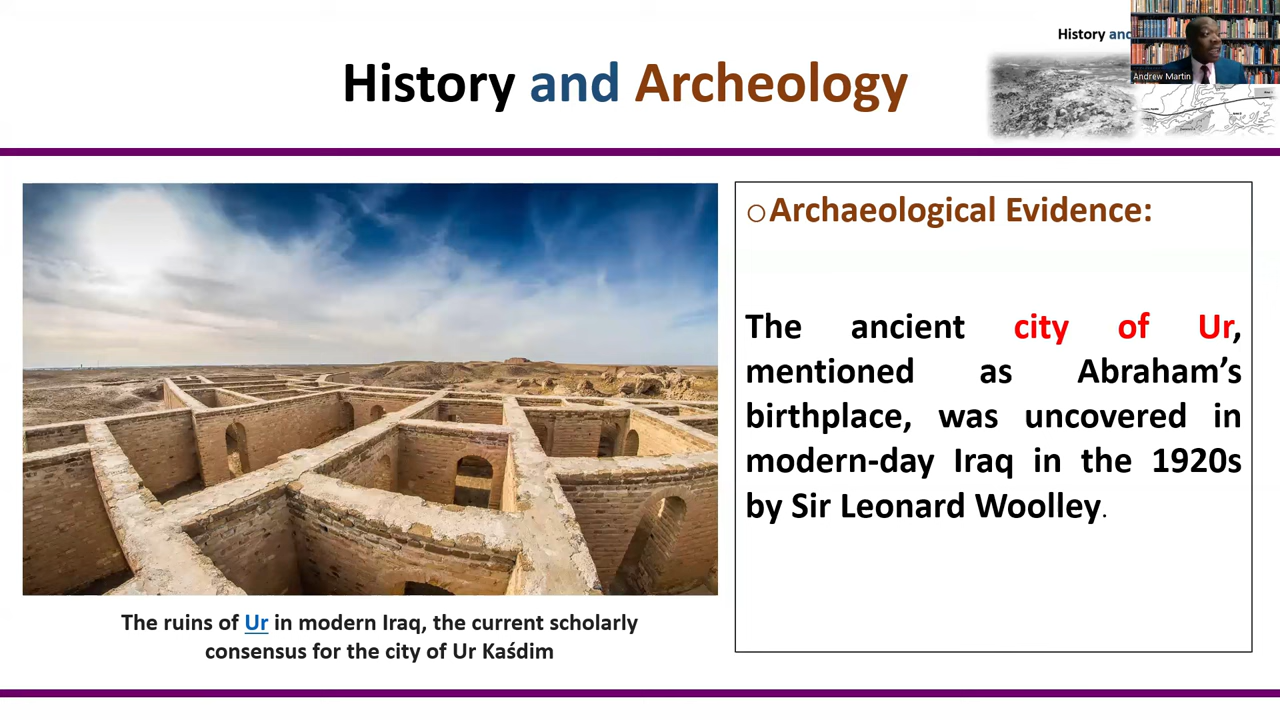 History and
Andrew Martin
History and Archeology
oArchaeological Evidence:
The ancient city of Ur,
mentioned as Abraham’s
birthplace, was uncovered in
modern-day Iraq in the 1920s
by Sir Leonard Woolley.
The ruins of Ur in modern Iraq, the current scholarly
consensus for the city of Ur Kaśdim